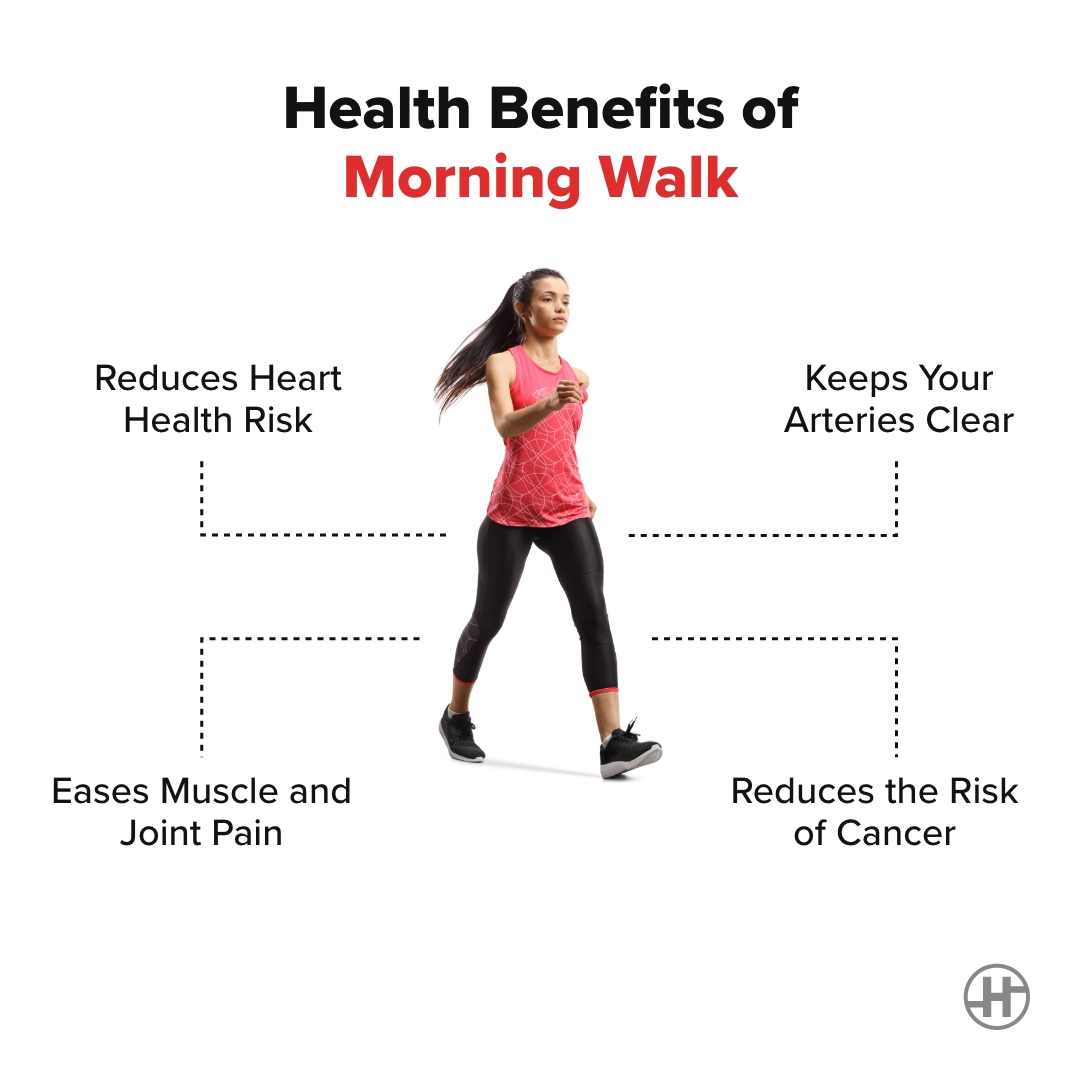 Health Benefits of
Morning Walk
Reduces Heart
Health Risk
Keeps Your
Arteries Clear
Eases Muscle and
Joint Pain
Reduces the Risk
of Cancer
H